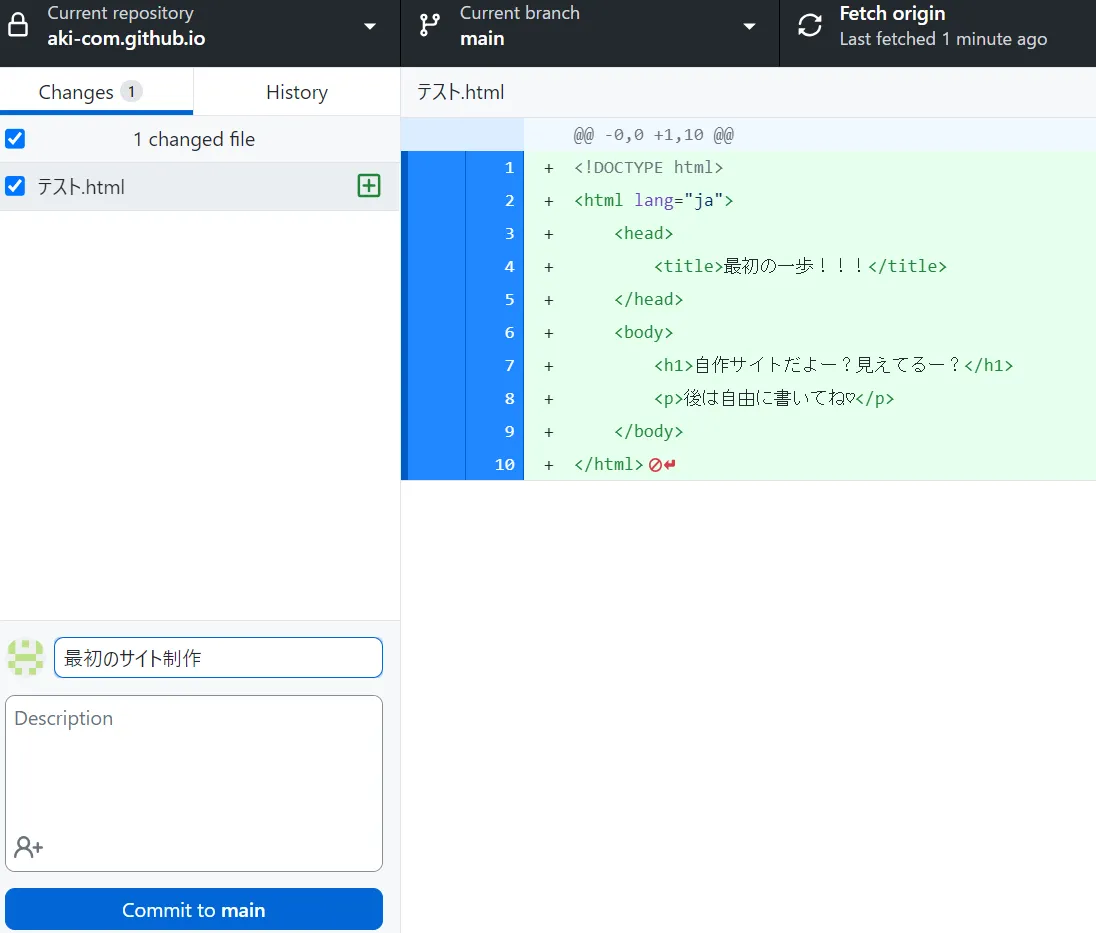 Current repository
aki-com.github.io
Current branch
main
Fetch origin
Last fetched 1 minute ago
Changes 1
History
1 changed file
テスト.html
テスト.html
@@ -0,0 +1,10 @@
1 + <!DOCTYPE html>
2 + <html lang="ja">
3 + <head>
4 + <title>最初の一歩！！！</title>
5 + </head>
6 + <body>
7 + <h1>自作サイトだよー？見えてるー？</h1>
8 + <p>後は自由に書いてね♡</p>
9 + </body>
10 + </html>
最初のサイト制作
Description
Commit to main